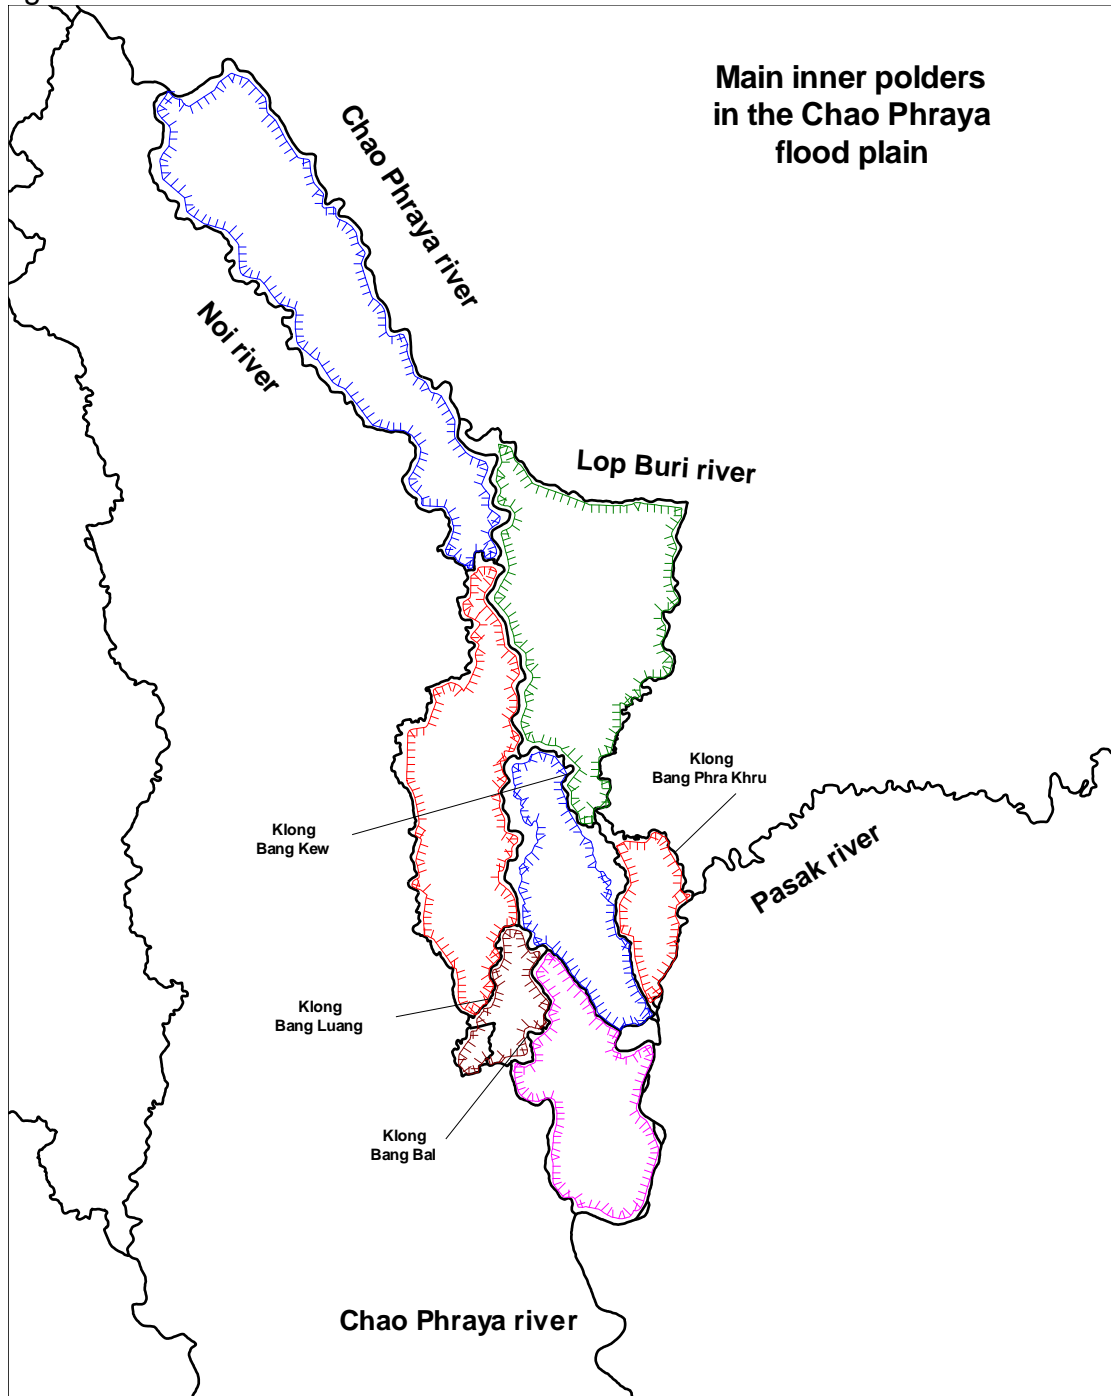 Main inner polders
in the Chao Phraya
flood plain
Chao Phraya river
Noi river
Lop Buri river
Klong
Bang Phra Khru
Klong
Bang Kew
Pasak river
Klong
Bang Luang
Klong
Bang Bal
Chao Phraya river